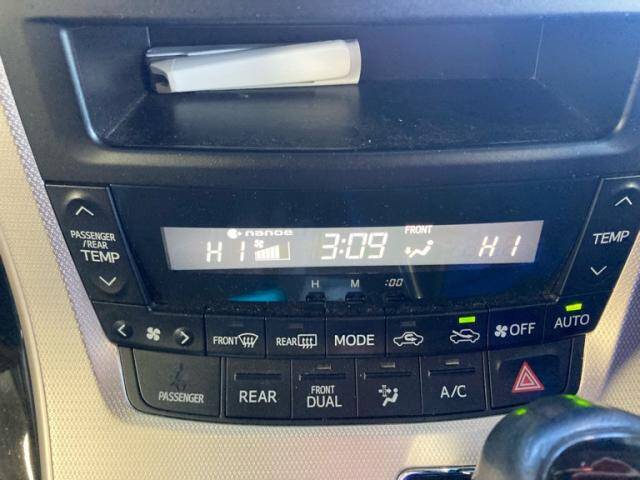 nanoe
FRONT
HI 3:09 HI
PASSENGER
/REAR
TEMP
TEMP
H M :00
FRONT REAR MODE OFF AUTO
PASSENGER REAR FRONT
DUAL A/C